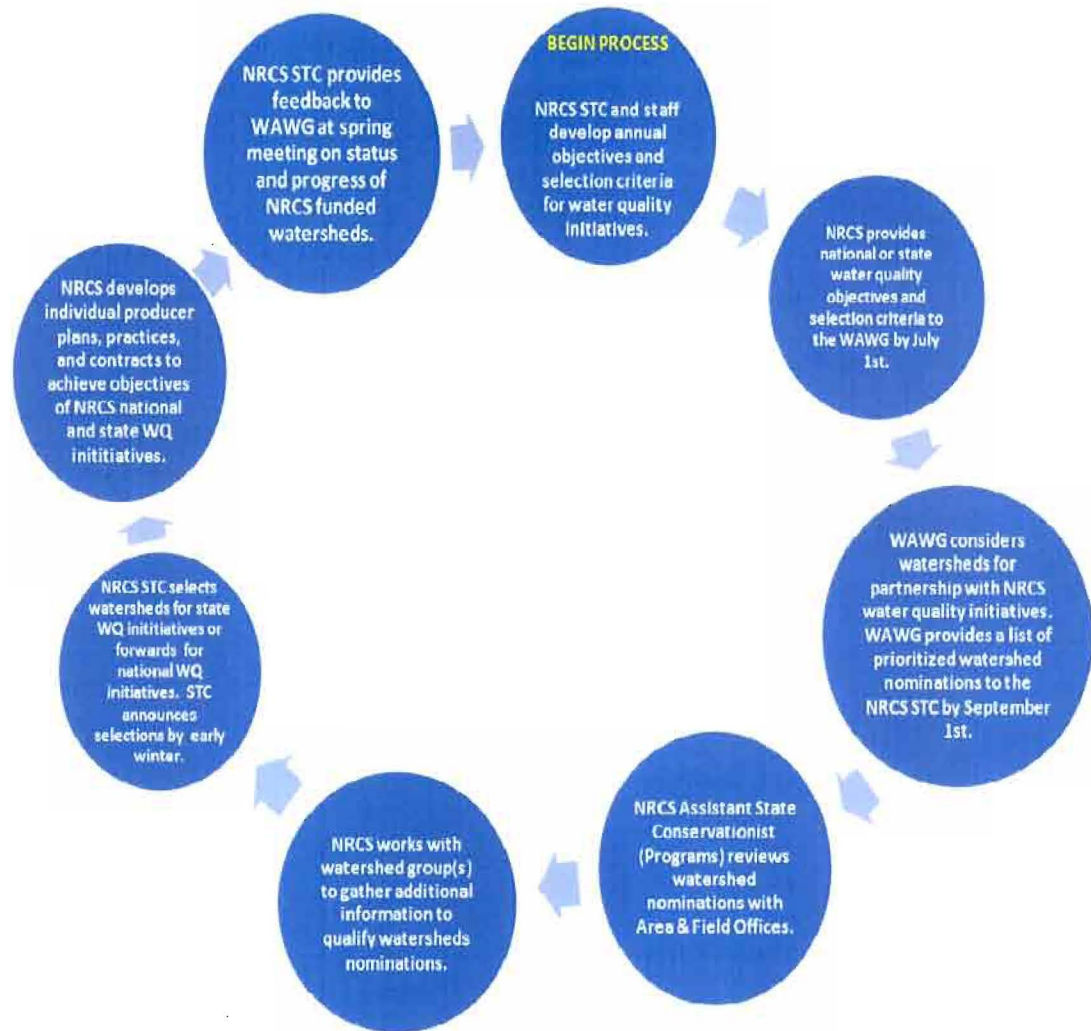 BEGIN PROCESS
NRCS STC and staff
develop annual
objectives and
selection criteria
for water quality
initiatives.
NRCS provides
national or state
water quality
objectives and
selection criteria to
the WAWG by July
1st.
WAWG considers
watersheds for
partnership with NRCS
water quality initiatives.
WAWG provides a list of
prioritized watershed
nominations to the
NRCS STC by September
1st.
NRCS Assistant State
Conservationist
(Programs) reviews
watershed
nominations with
Area & Field Offices.
NRCS works with
watershed group(s)
to gather additional
information to
qualify watersheds
nominations.
NRCS STC selects
watersheds for state
WQ inititiatives or
forwards for
national WQ
initiatives. STC
announces
selections by early
winter.
NRCS develops
individual producer
plans, practices,
and contracts to
achieve objectives
of NRCS national
and state WQ
inititiatives.
NRCS STC provides
feedback to
WAWG at spring
meeting on status
and progress of
NRCS funded
watersheds.